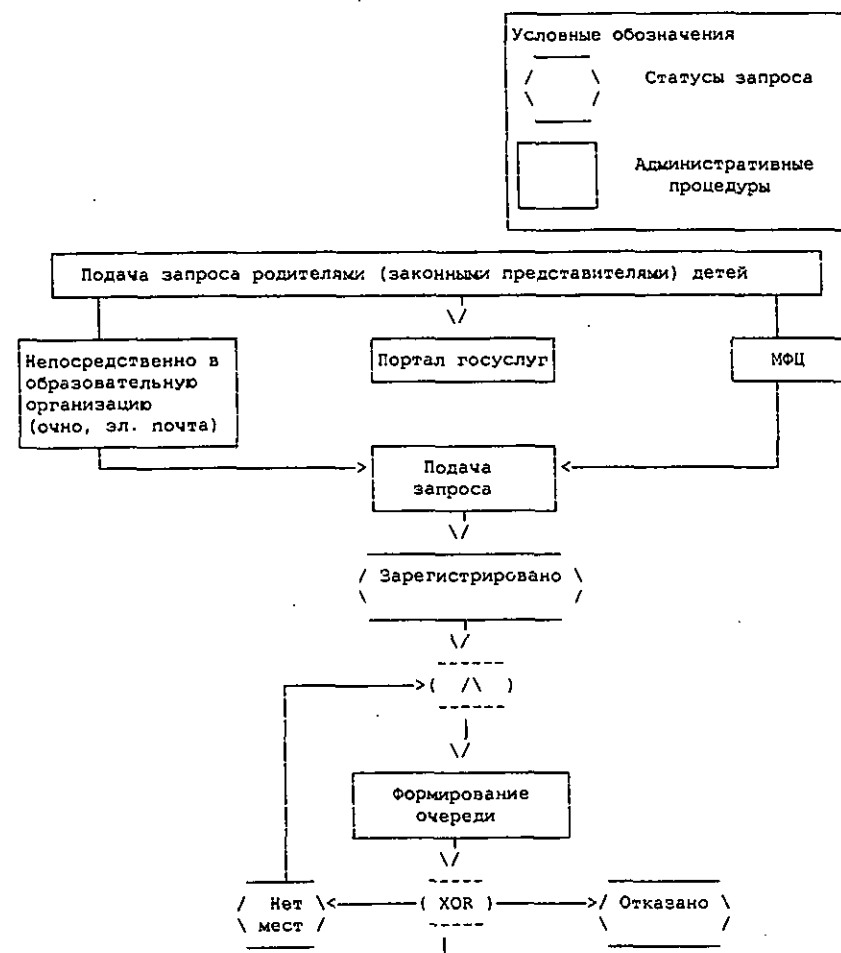 Условные обозначения
Статусы запроса
Административные
процедуры
Подача запроса родителями (законными представителями) детей
Непосредственно в
образовательную
организацию
(очно, эл. почта)
Портал госуслуг
МФЦ
Подача
запроса
Зарегистрировано
( /\ )
Формирование
очереди
Нет
мест
( XOR )
Отказано